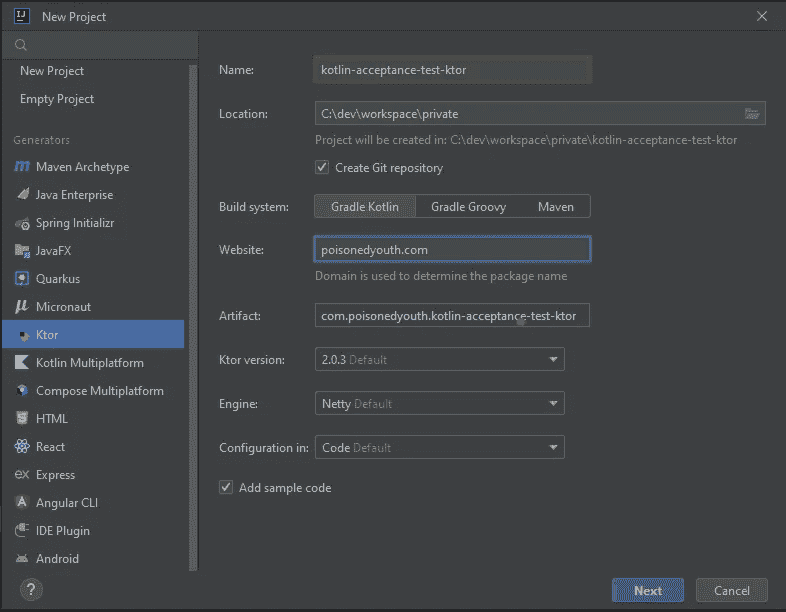 IJ
New Project
New Project
Empty Project
Generators
Maven Archetype
Java Enterprise
Spring Initializr
JavaFX
Quarkus
Micronaut
Ktor
Kotlin Multiplatform
Compose Multiplatform
HTML
React
ex Express
Angular CLI
IDE Plugin
Android
?
Name: kotlin-acceptance-test-ktor
Location: C:\dev\workspace\private
Project will be created in: C:\dev\workspace\private\kotlin-acceptance-test-ktor
Create Git repository
Build system: Gradle Kotlin Gradle Groovy Maven
Website: poisonedyouth.com
Domain is used to determine the package name
Artifact: com.poisonedyouth.kotlin-acceptance-test-ktor
Ktor version: 2.0.3 Default
Engine: Netty Default
Configuration in: Code Default
Add sample code
Next Cancel